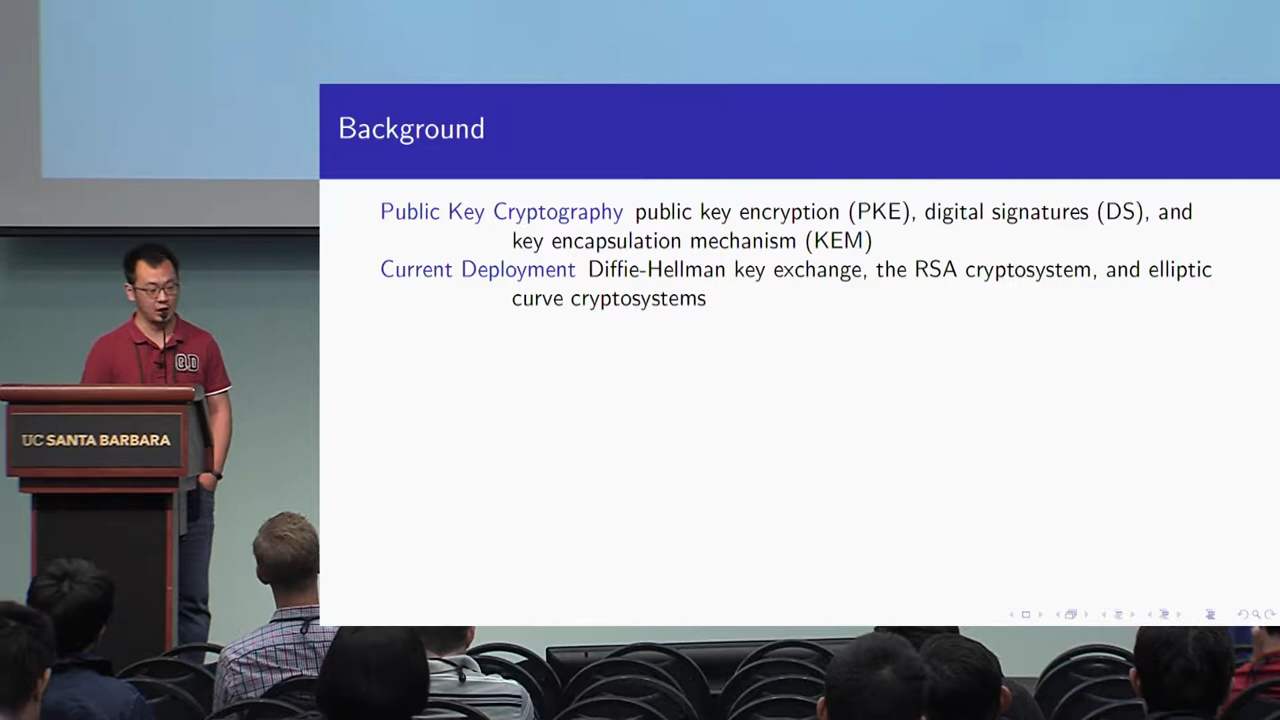 Background
Public Key Cryptography public key encryption (PKE), digital signatures (DS), and
key encapsulation mechanism (KEM)
Current Deployment Diffie-Hellman key exchange, the RSA cryptosystem, and elliptic
curve cryptosystems
UC SANTA BARBARA